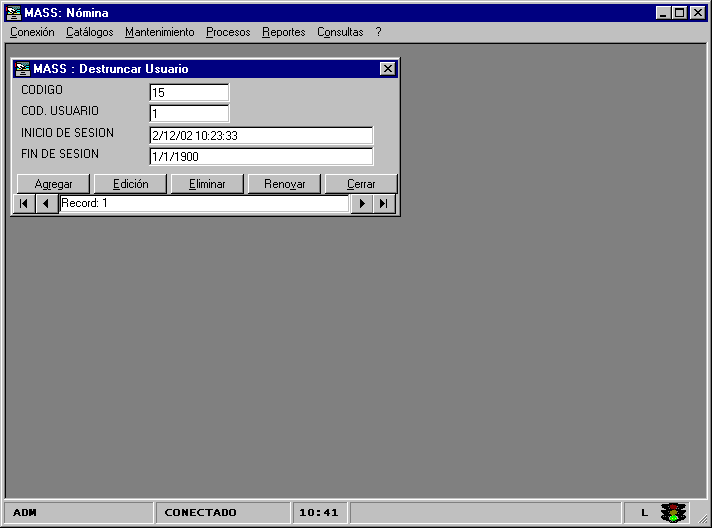 MASS: Nómina
Conexión Catálogos Mantenimiento Procesos Reportes Consultas ?
MASS : Destruncar Usuario
CODIGO 15
COD. USUARIO 1
INICIO DE SESION 2/12/02 10:23:33
FIN DE SESION 1/1/1900
Agregar Edición Eliminar Renovar Cerrar
Record: 1
ADM CONECTADO 10:41 L